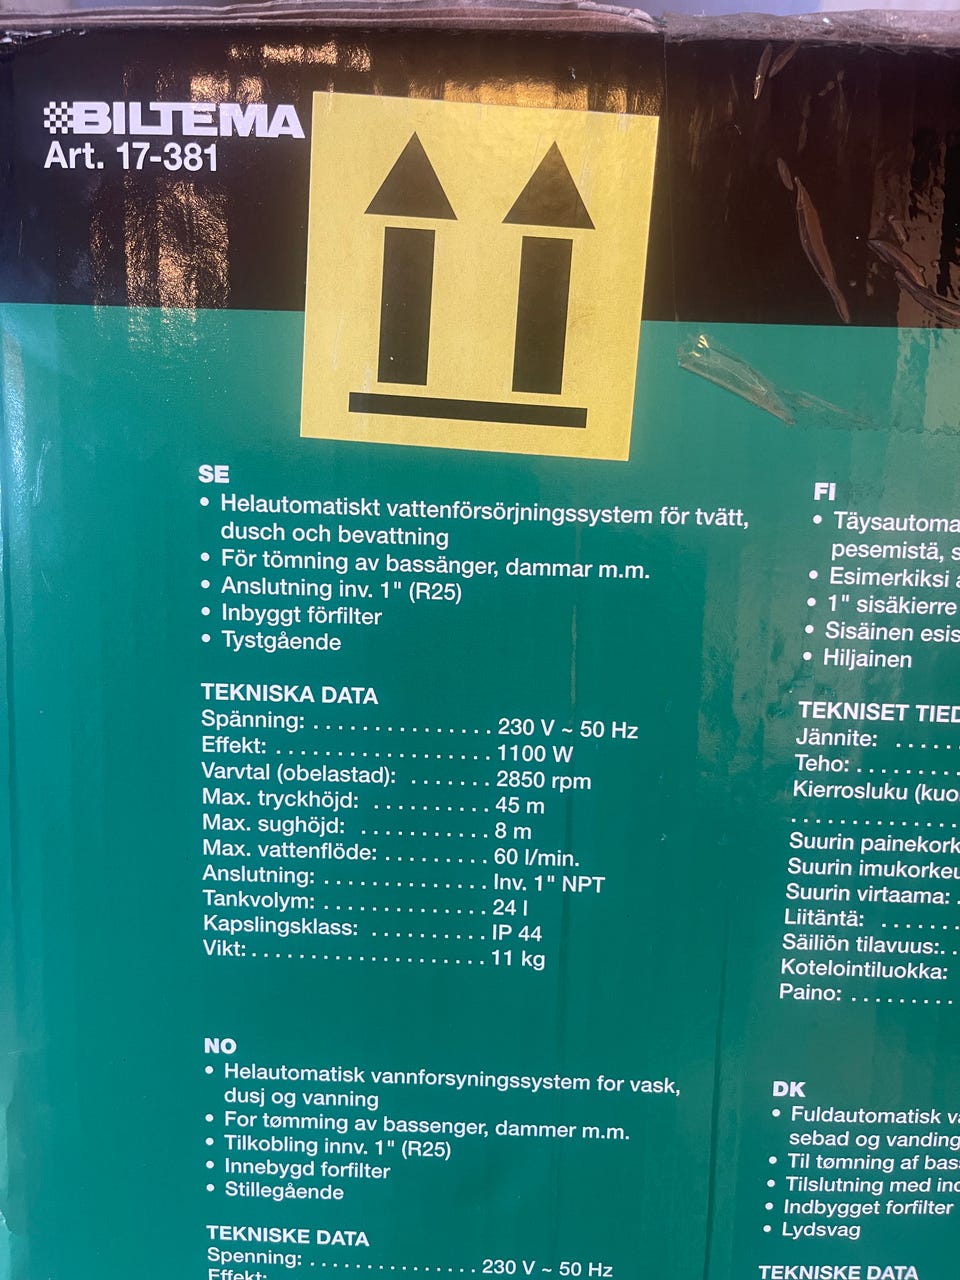 BILTEMA
Art. 17-381
SE
• Helautomatiskt vattenförsörjningssystem för tvätt,
dusch och bevattning
• För tömning av bassänger, dammar m.m.
• Anslutning inv. 1" (R25)
• Inbyggt förfilter
• Tystgående
TEKNISKA DATA
Spänning: . . . . . . . . . . . . . . . 230 V ~ 50 Hz
Effekt: . . . . . . . . . . . . . . . . . . 1100 W
Varvtal (obelastad): . . . . . . . 2850 rpm
Max. tryckhöjd: . . . . . . . . . . 45 m
Max. sughöjd: . . . . . . . . . . . 8 m
Max. vattenflöde: . . . . . . . . . 60 l/min.
Anslutning: . . . . . . . . . . . . . . Inv. 1" NPT
Tankvolym: . . . . . . . . . . . . . . 24 l
Kapslingsklass: . . . . . . . . . . IP 44
Vikt: . . . . . . . . . . . . . . . . . . . . 11 kg
NO
• Helautomatisk vannforsyningssystem for vask,
dusj og vanning
• For tømming av bassenger, dammer m.m.
• Tilkobling innv. 1" (R25)
• Innebygd forfilter
• Stillegående
TEKNISKE DATA
Spenning: . . . . . . . . . . . . . . . 230 V ~ 50 Hz
Effekt:
FI
• Täysautoma
pesemistä, s
• Esimerkiksi
• 1" sisäkierre
• Sisäinen esis
• Hiljainen
TEKNISET TIED
Jännite: . . . . .
Teho: . . . . . . . .
Kierrosluku (kuo
. . . . . . . . . . . . .
Suurin painekork
Suurin imukorkeu
Suurin virtaama: .
Liitäntä: . . . . . .
Säiliön tilavuus: . .
Kotelointiluokka:
Paino: . . . . . . . .
DK
• Fuldautomatisk va
sebad og vanding
• Til tømning af bas
• Tilslutning med ind
• Indbygget forfilter
• Lydsvag
TEKNISKE DATA